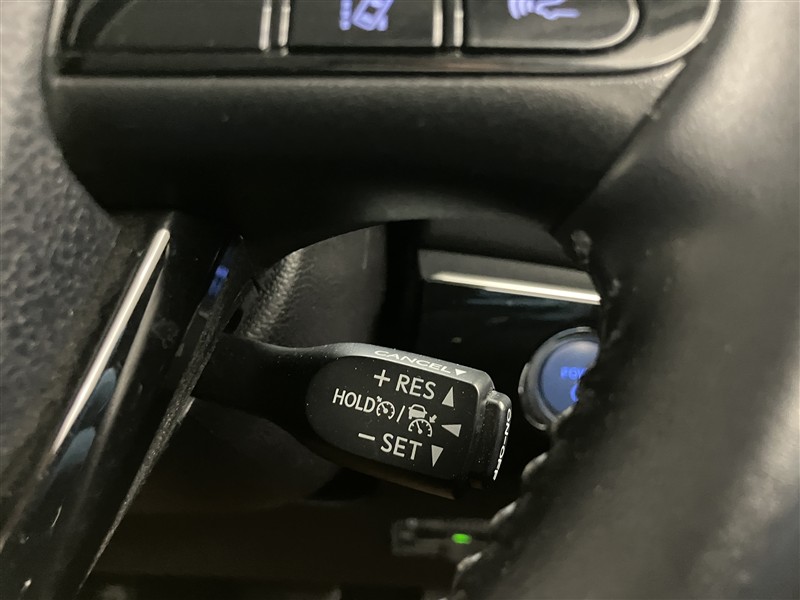 CANCEL▼
+ RES ▲
HOLD / ◀
− SET ▼
ON•OFF